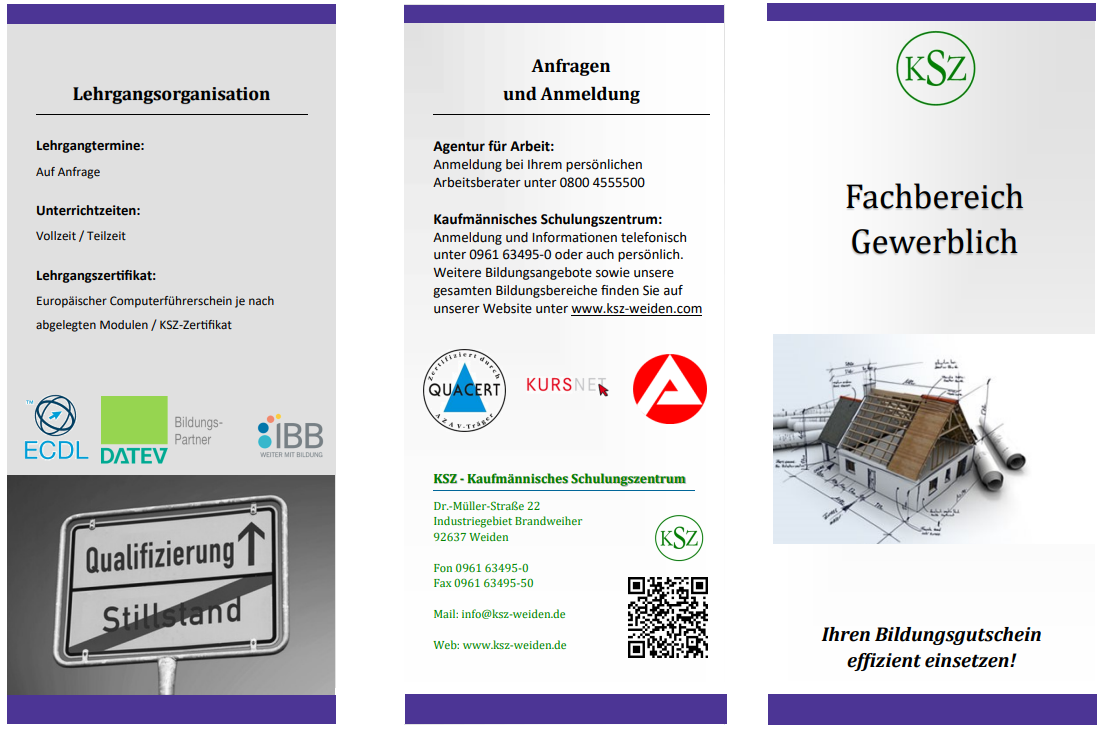 Lehrgangsorganisation
Lehrgangtermine:
Auf Anfrage
Unterrichtzeiten:
Vollzeit / Teilzeit
Lehrgangszertifikat:
Europäischer Computerführerschein je nach
abgelegten Modulen / KSZ-Zertifikat
TM
ECDL
DATEV
Bildungs-
Partner
iBB
WEITER MIT BILDUNG
Qualifizierung
Stillstand
Anfragen
und Anmeldung
Agentur für Arbeit:
Anmeldung bei Ihrem persönlichen
Arbeitsberater unter 0800 4555500
Kaufmännisches Schulungszentrum:
Anmeldung und Informationen telefonisch
unter 0961 63495-0 oder auch persönlich.
Weitere Bildungsangebote sowie unsere
gesamten Bildungsbereiche finden Sie auf
unserer Website unter www.ksz-weiden.com
Zertifiziert durch
QUACERT
AZAV-Träger
KURSNET
KSZ - Kaufmännisches Schulungszentrum
Dr.-Müller-Straße 22
Industriegebiet Brandweiher
92637 Weiden
KSZ
Fon 0961 63495-0
Fax 0961 63495-50
Mail: info@ksz-weiden.de
Web: www.ksz-weiden.de
KSZ
Fachbereich
Gewerblich
Ihren Bildungsgutschein
effizient einsetzen!